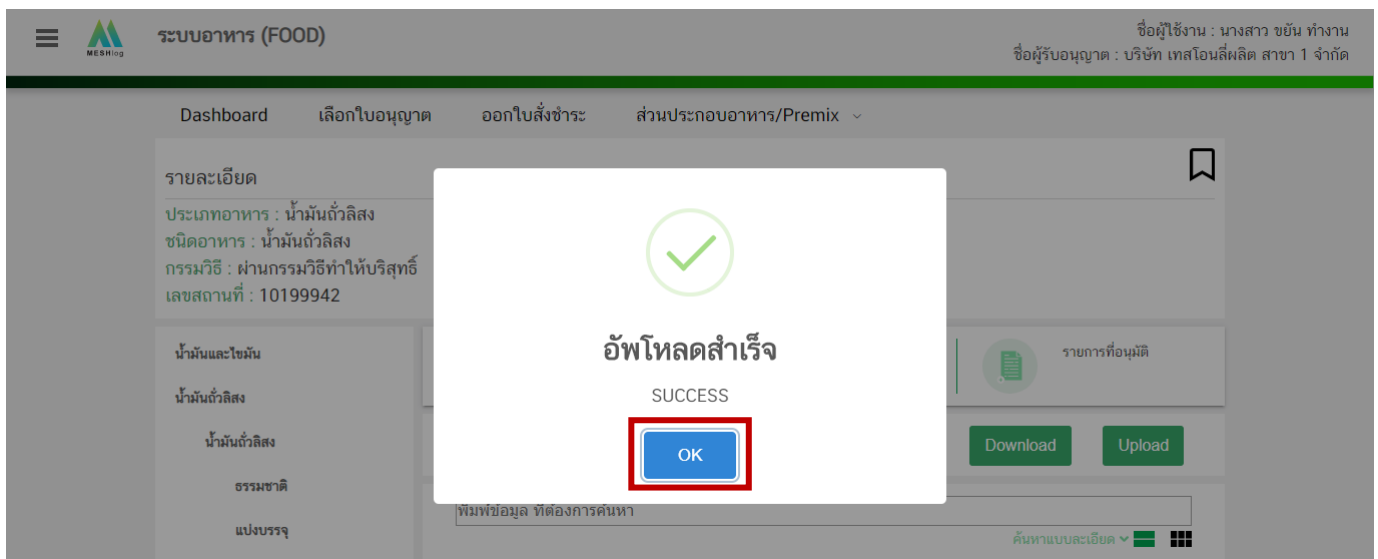 MESHlog
ระบบอาหาร (FOOD)
ชื่อผู้ใช้งาน : นางสาว ขยัน ทำงาน
ชื่อผู้รับอนุญาต : บริษัท เทสโอนลี่ผลิต สาขา 1 จำกัด
Dashboard เลือกใบอนุญาต ออกใบสั่งชำระ ส่วนประกอบอาหาร/Premix
รายละเอียด
ประเภทอาหาร : น้ำมันถั่วลิสง
ชนิดอาหาร : น้ำมันถั่วลิสง
กรรมวิธี : ผ่านกรรมวิธีทำให้บริสุทธิ์
เลขสถานที่ : 10199942
อัพโหลดสำเร็จ
SUCCESS
OK
น้ำมันและไขมัน
น้ำมันถั่วลิสง
น้ำมันถั่วลิสง
ธรรมชาติ
แบ่งบรรจุ
รายการที่อนุมัติ
Download Upload
พิมพ์ข้อมูล ที่ต้องการค้นหา
ค้นหาแบบละเอียด